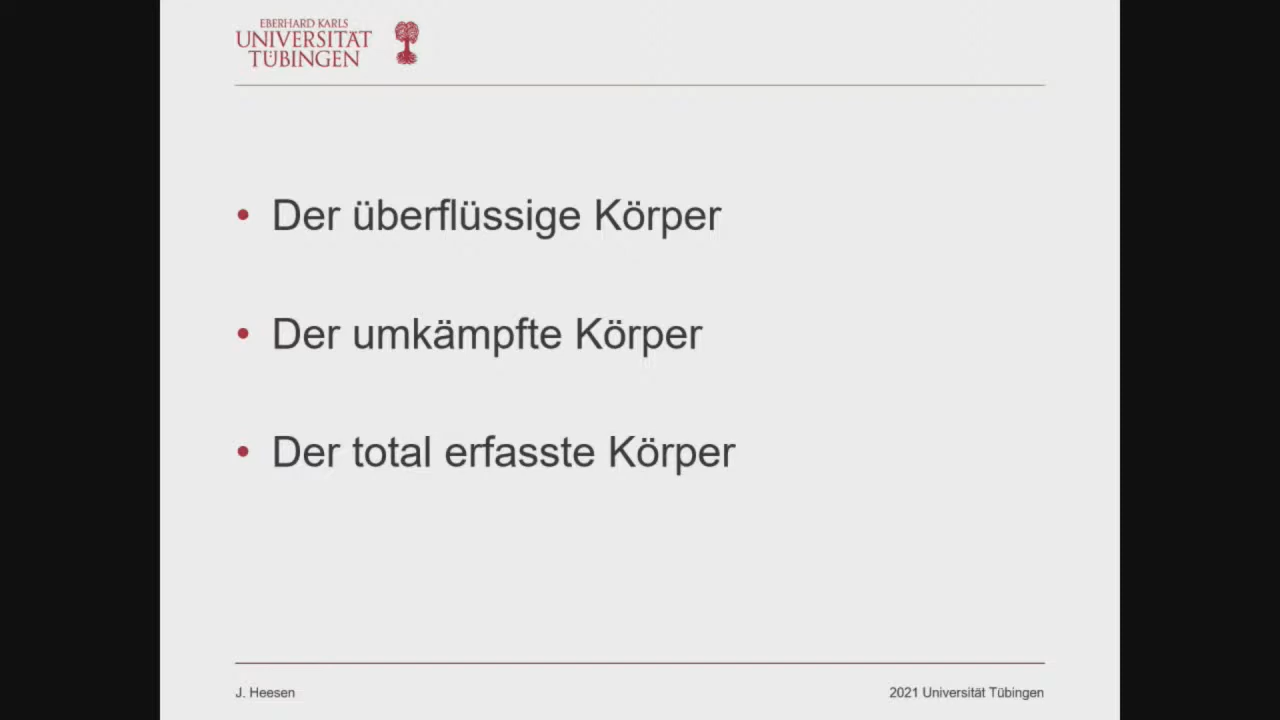 EBERHARD KARLS
UNIVERSITÄT
TÜBINGEN
• Der überflüssige Körper
• Der umkämpfte Körper
• Der total erfasste Körper
J. Heesen
2021 Universität Tübingen